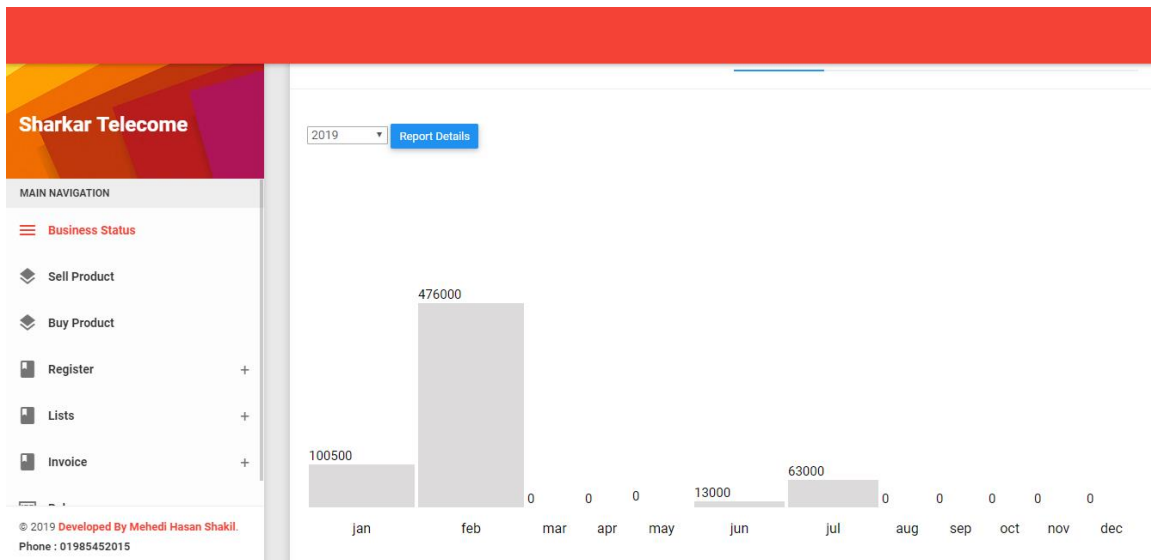 Sharkar Telecome
MAIN NAVIGATION
Business Status
Sell Product
Buy Product
Register +
Lists +
Invoice +
© 2019 Developed By Mehedi Hasan Shakil.
Phone : 01985452015
2019 Report Details
476000
100500
63000
13000
0 0 0 0 0 0 0 0
jan feb mar apr may jun jul aug sep oct nov dec